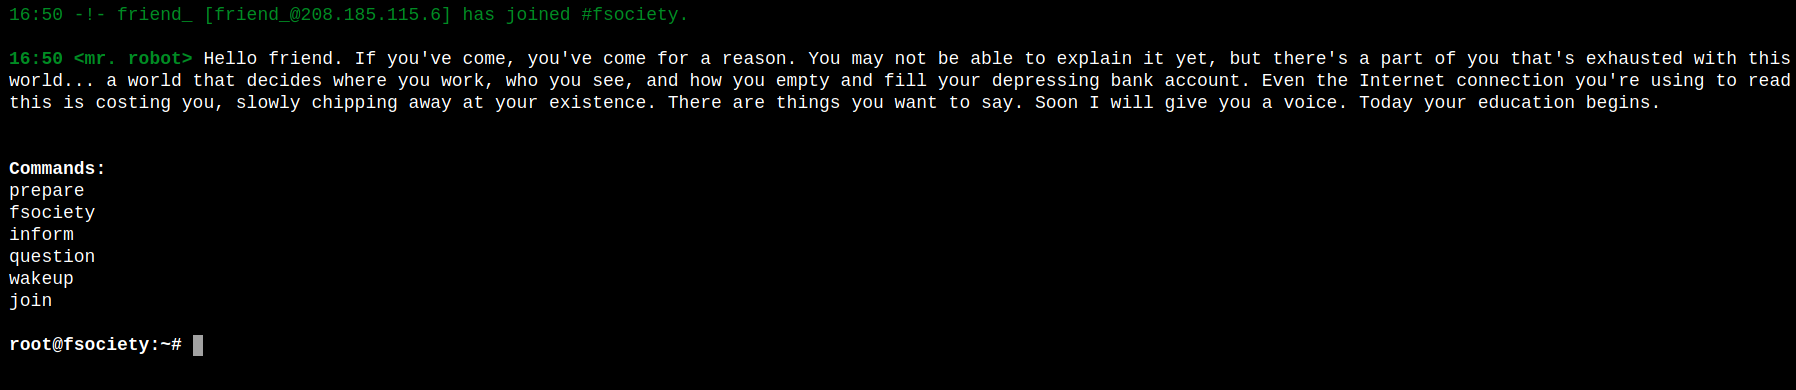 16:50 -!- friend_ [friend_@208.185.115.6] has joined #fsociety.
16:50 <mr. robot> Hello friend. If you've come, you've come for a reason. You may not be able to explain it yet, but there's a part of you that's exhausted with this
world... a world that decides where you work, who you see, and how you empty and fill your depressing bank account. Even the Internet connection you're using to read
this is costing you, slowly chipping away at your existence. There are things you want to say. Soon I will give you a voice. Today your education begins.
Commands:
prepare
fsociety
inform
question
wakeup
join
root@fsociety:~#